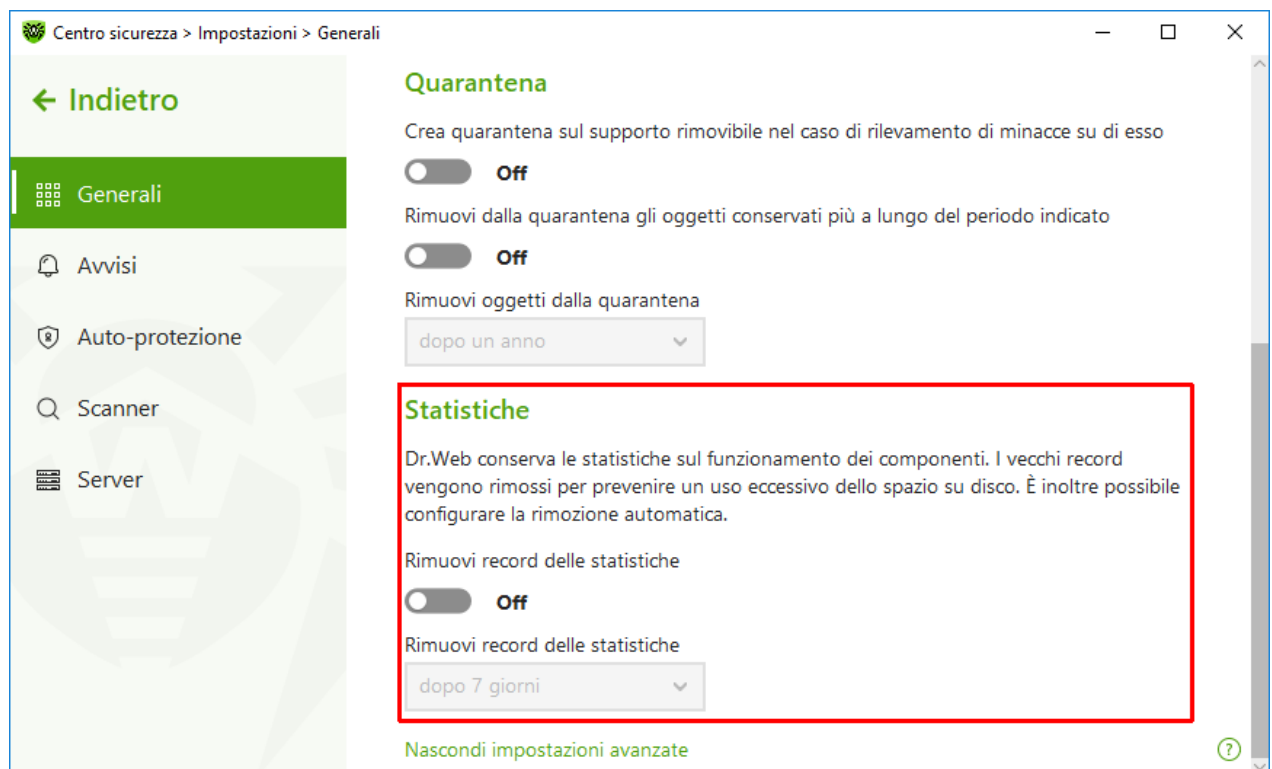 Centro sicurezza > Impostazioni > Generali
Indietro
Generali
Avvisi
Auto-protezione
Scanner
Server
Quarantena
Crea quarantena sul supporto rimovibile nel caso di rilevamento di minacce su di esso
Off
Rimuovi dalla quarantena gli oggetti conservati più a lungo del periodo indicato
Off
Rimuovi oggetti dalla quarantena
dopo un anno
Statistiche
Dr.Web conserva le statistiche sul funzionamento dei componenti. I vecchi record
vengono rimossi per prevenire un uso eccessivo dello spazio su disco. È inoltre possibile
configurare la rimozione automatica.
Rimuovi record delle statistiche
Off
Rimuovi record delle statistiche
dopo 7 giorni
Nascondi impostazioni avanzate
?